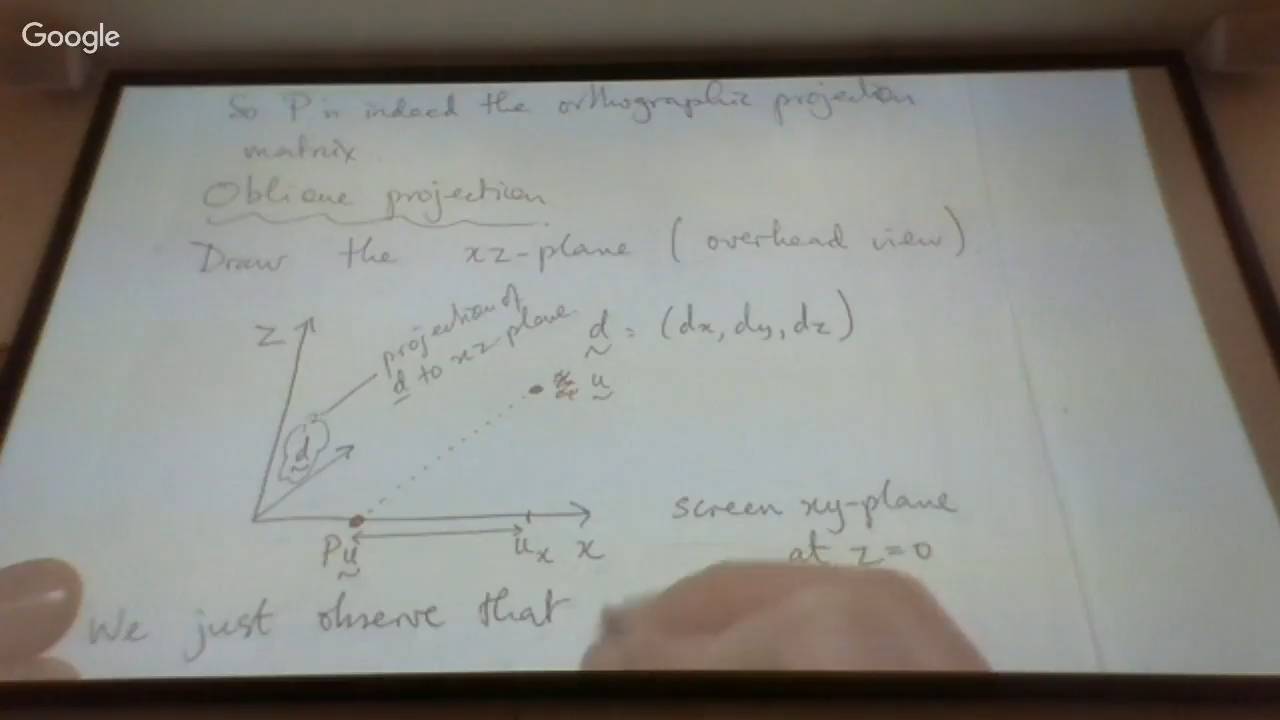 Google
So P is indeed the orthographic projection
matrix.
Oblique projection
Draw the xz-plane (overhead view)
z
projection of
d to xz plane
d = (dx, dy, dz)
u
d
screen xy-plane
at z=0
Pu
ux
x
We just observe that